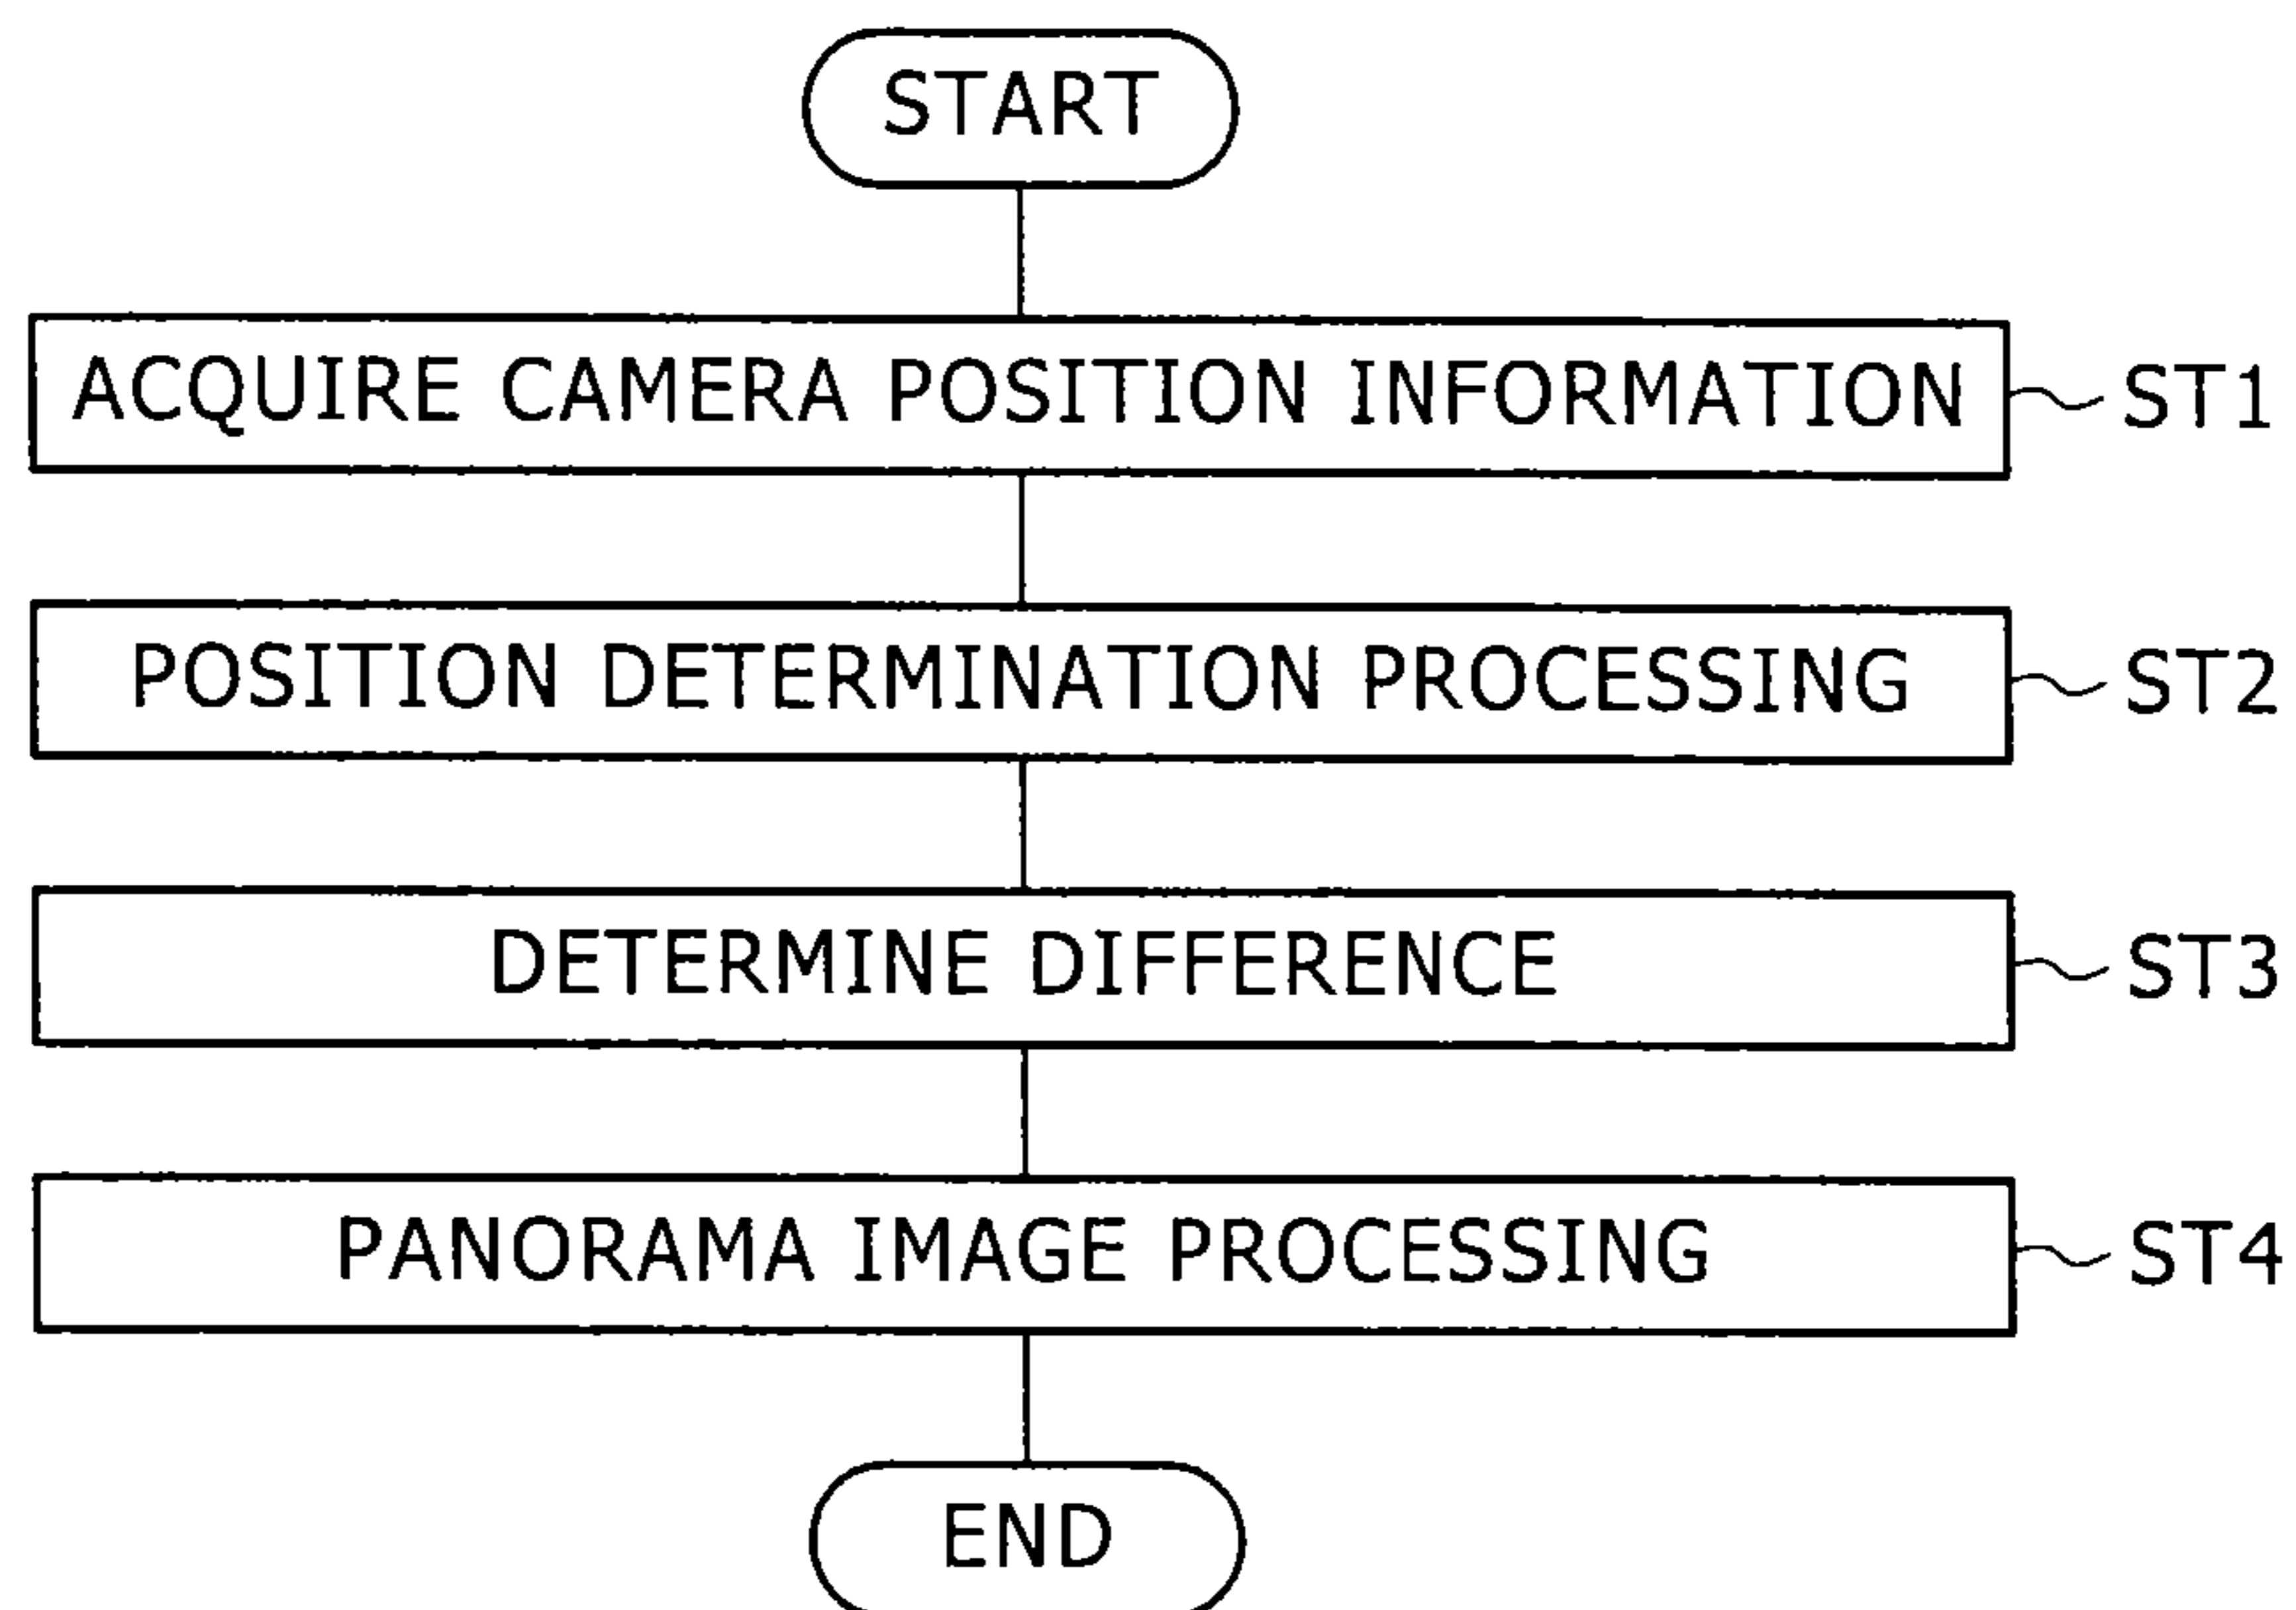 START
ACQUIRE CAMERA POSITION INFORMATION ST1
POSITION DETERMINATION PROCESSING ST2
DETERMINE DIFFERENCE ST3
PANORAMA IMAGE PROCESSING ST4
END